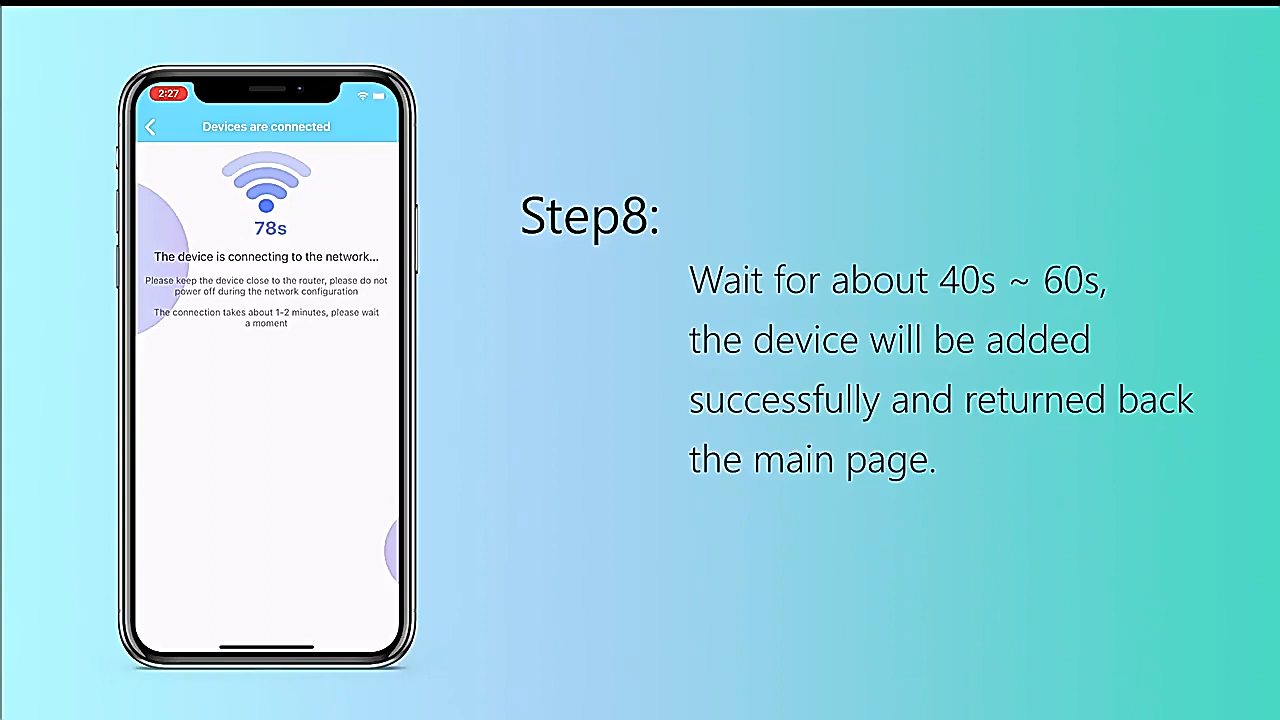 2:27
Devices are connected
78s
The device is connecting to the network...
Please keep the device close to the router, please do not
power off during the network configuration
The connection takes about 1-2 minutes, please wait
a moment
Step8:
Wait for about 40s ~ 60s,
the device will be added
successfully and returned back
the main page.